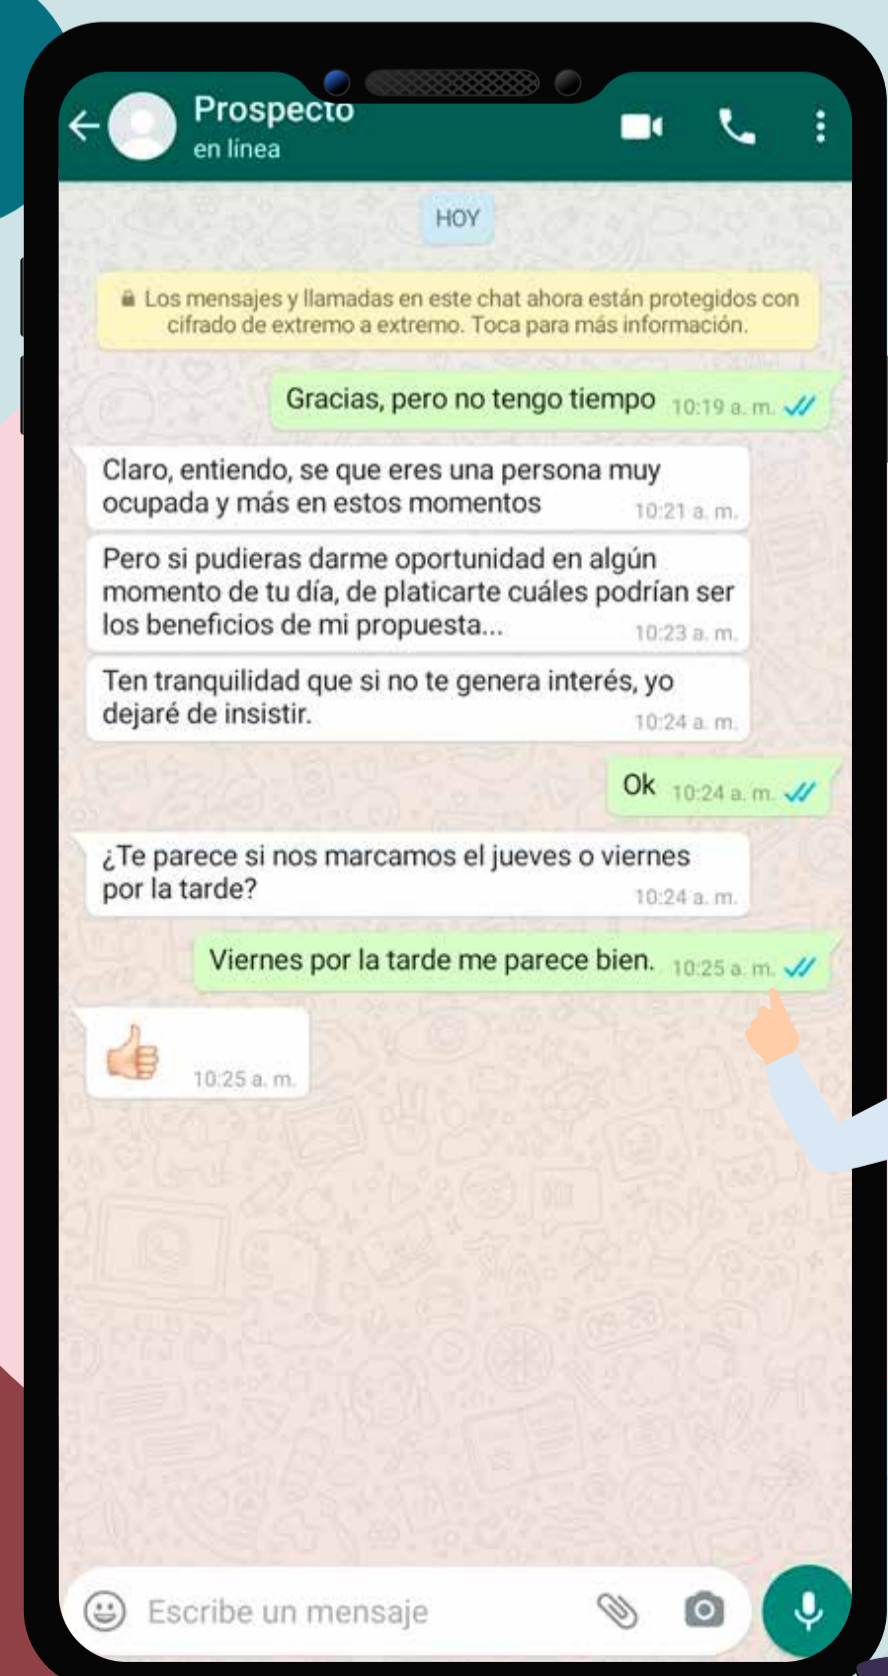 Prospecto
en línea
HOY
Los mensajes y llamadas en este chat ahora están protegidos con
cifrado de extremo a extremo. Toca para más información.
Gracias, pero no tengo tiempo 10:19 a. m.
Claro, entiendo, se que eres una persona muy
ocupada y más en estos momentos 10:21 a. m.
Pero si pudieras darme oportunidad en algún
momento de tu día, de platicarte cuáles podrían ser
los beneficios de mi propuesta... 10:23 a. m.
Ten tranquilidad que si no te genera interés, yo
dejaré de insistir. 10:24 a. m.
Ok 10:24 a. m.
¿Te parece si nos marcamos el jueves o viernes
por la tarde? 10:24 a. m.
Viernes por la tarde me parece bien. 10:25 a. m.
10:25 a. m.
Escribe un mensaje